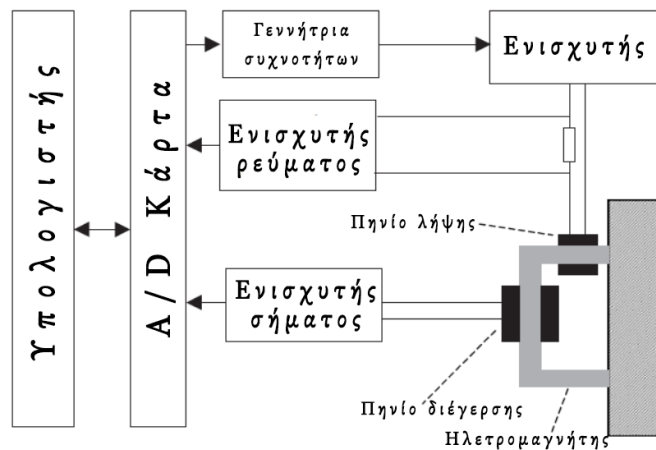 Υπολογιστής
A/D Κάρτα
Γεννήτρια
συχνοτήτων
Ενισχυτής
Ενισχυτής
ρεύματος
Πηνίο λήψης
Ενισχυτής
σήματος
Πηνίο διέγερσης
Ηλετρομαγνήτης